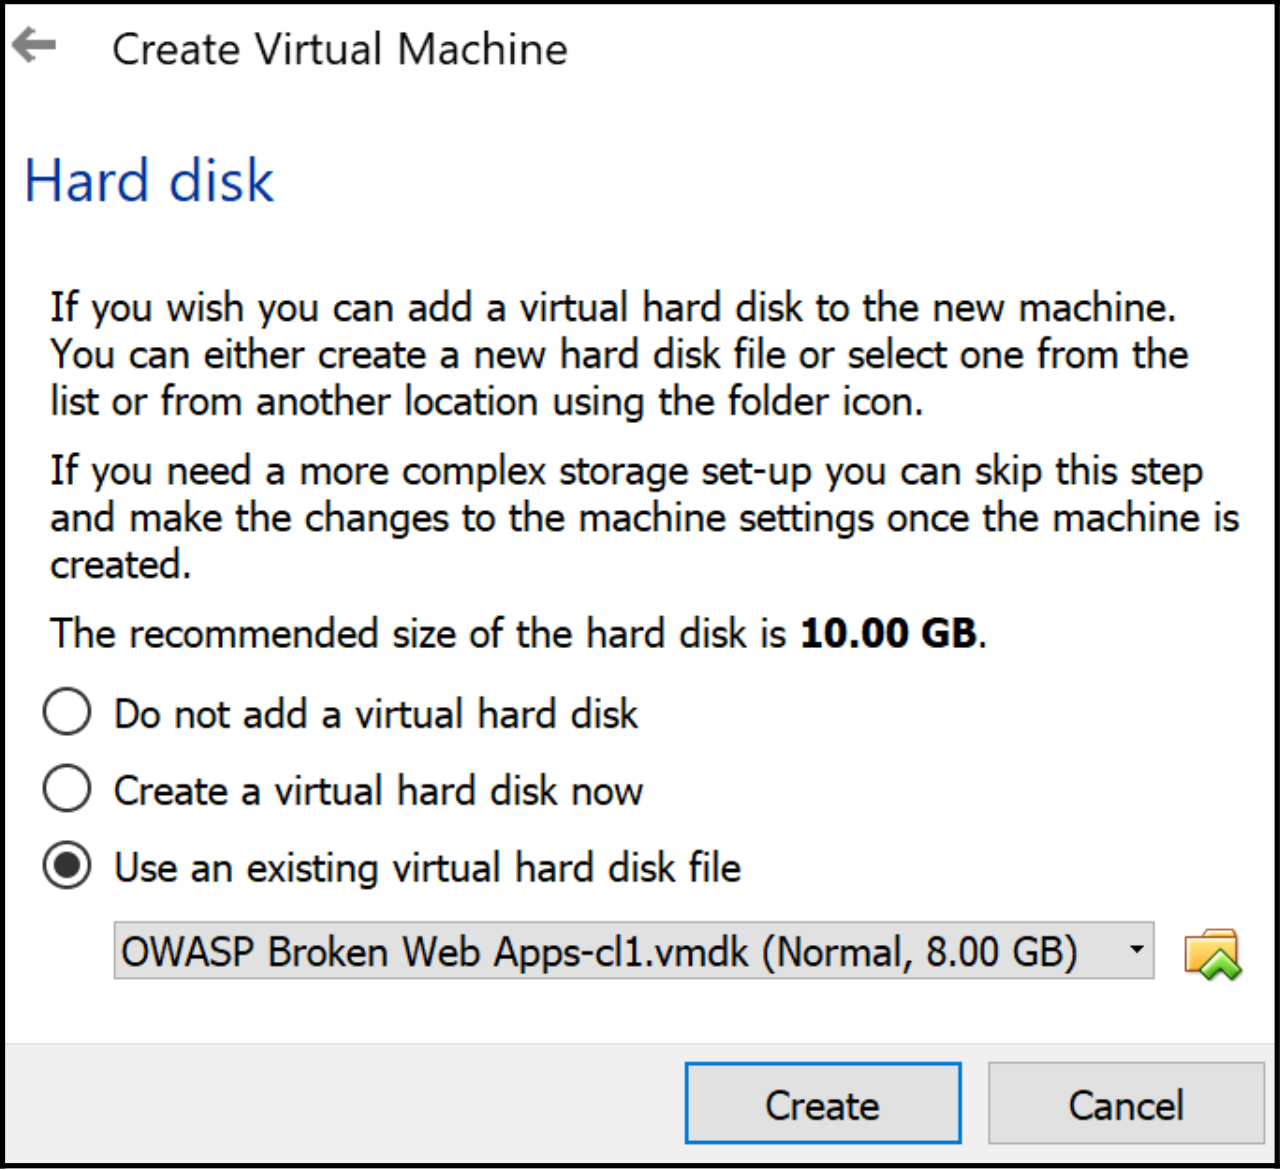 Create Virtual Machine
Hard disk
If you wish you can add a virtual hard disk to the new machine.
You can either create a new hard disk file or select one from the
list or from another location using the folder icon.
If you need a more complex storage set-up you can skip this step
and make the changes to the machine settings once the machine is
created.
The recommended size of the hard disk is 10.00 GB.
Do not add a virtual hard disk
Create a virtual hard disk now
Use an existing virtual hard disk file
OWASP Broken Web Apps-cl1.vmdk (Normal, 8.00 GB)
Create
Cancel